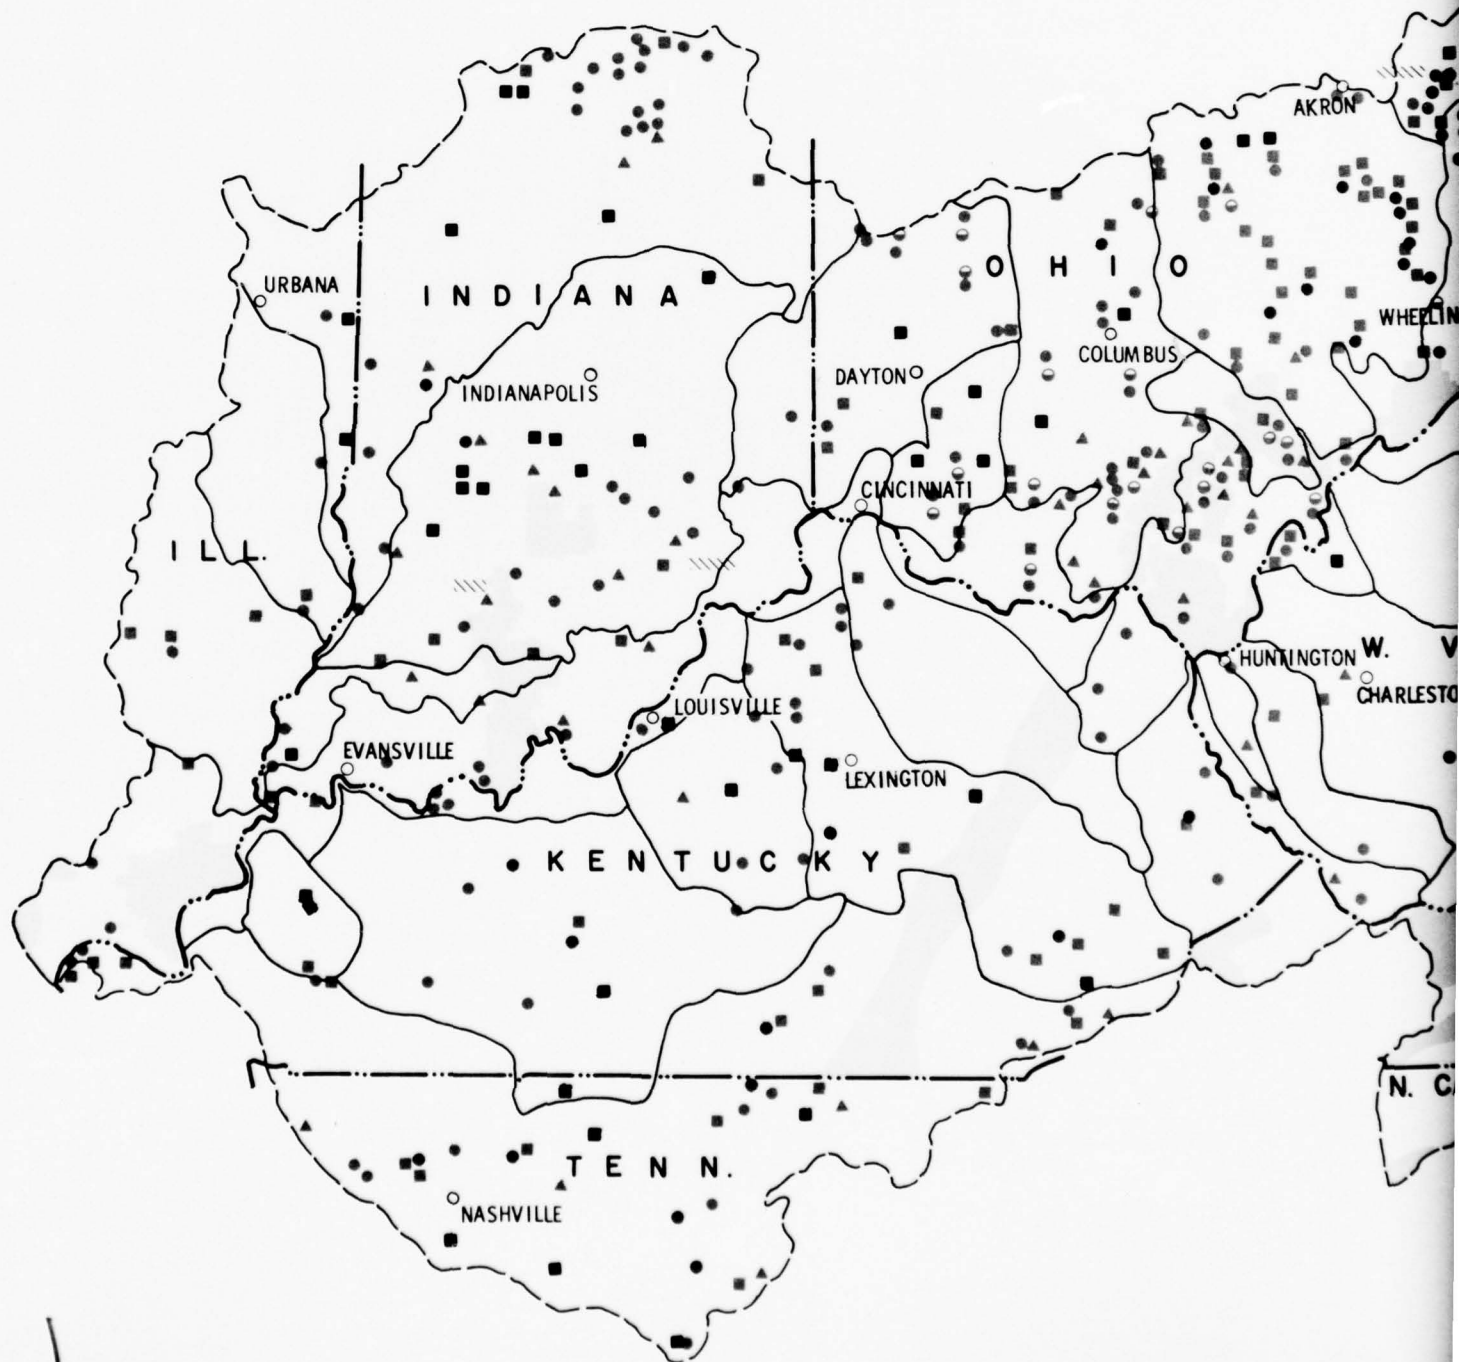 AKRON
URBANA
INDIANA
OHIO
WHEELIN
COLUMBUS
DAYTON
INDIANAPOLIS
CINCINNATI
ILL.
HUNTINGTON
W. V
CHARLESTO
LOUISVILLE
EVANSVILLE
LEXINGTON
KENTUCKY
N. C.
TENN.
NASHVILLE